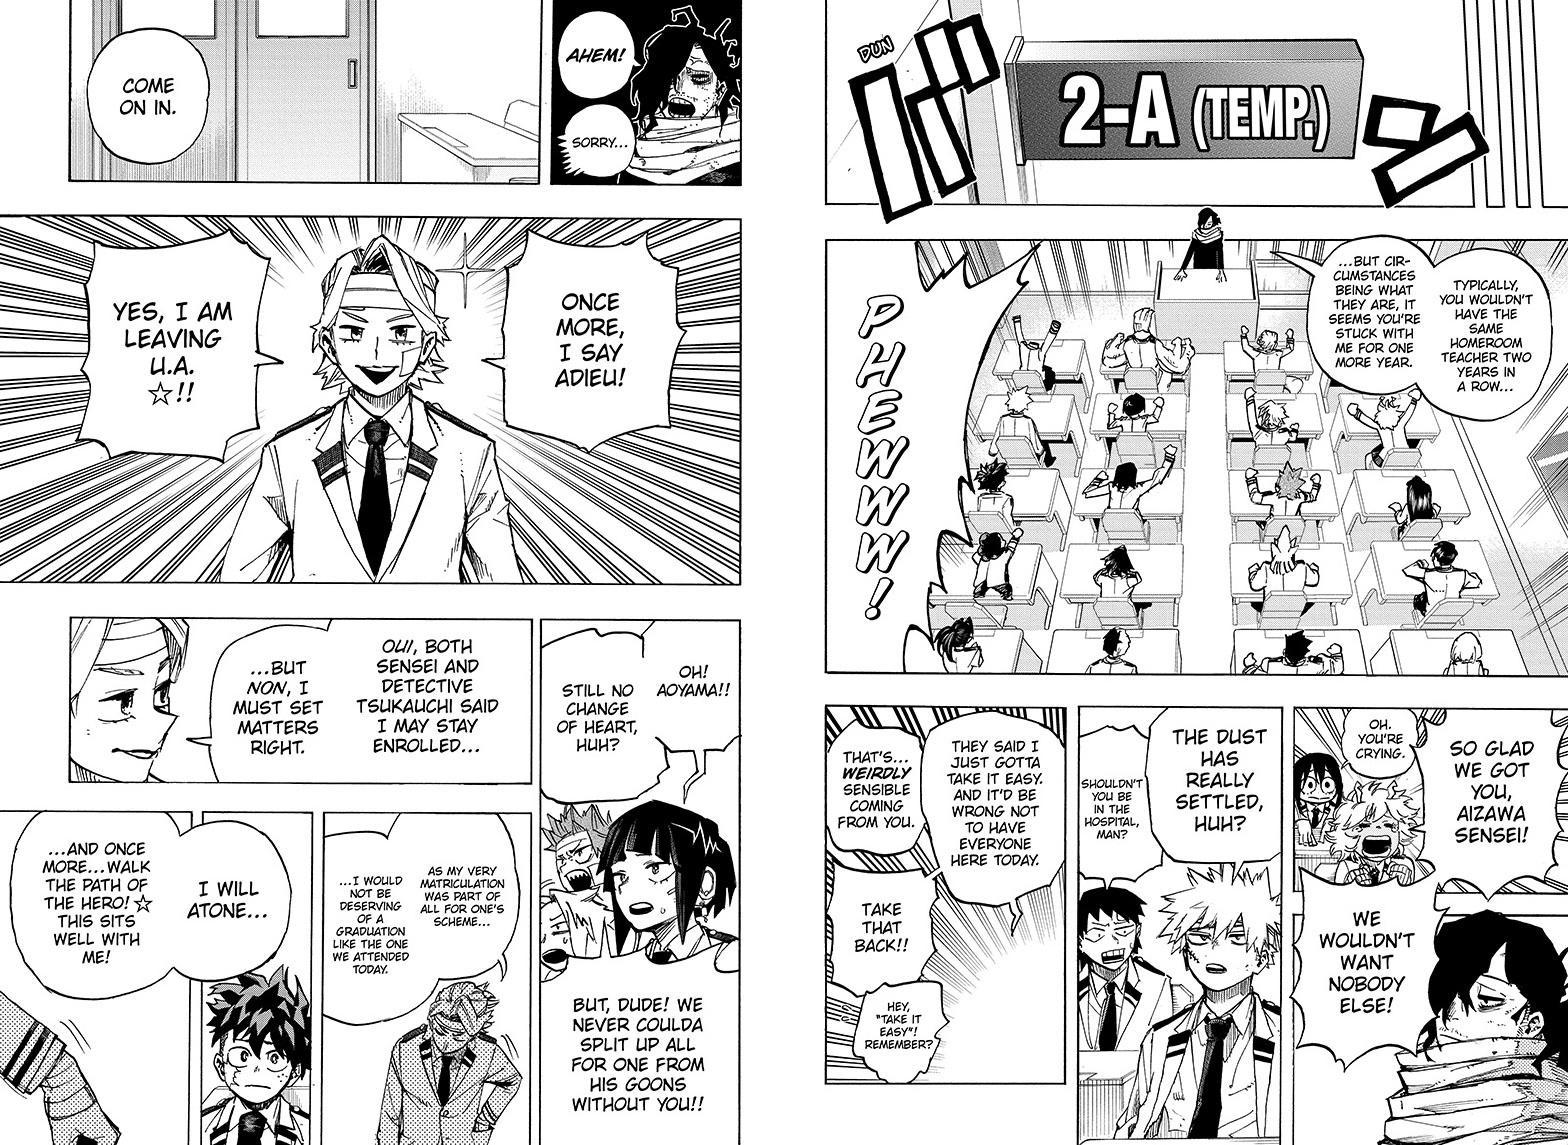 DUN
2-A (TEMP.)
TYPICALLY,
YOU WOULDN'T
HAVE THE
SAME
HOMEROOM
TEACHER TWO
YEARS IN
A ROW...
...BUT CIR-
CUMSTANCES
BEING WHAT
THEY ARE, IT
SEEMS YOU'RE
STUCK WITH
ME FOR ONE
MORE YEAR.
PHEWWW!
SO GLAD
WE GOT
YOU,
AIZAWA
SENSEI!
OH.
YOU'RE
CRYING.
WE
WOULDN'T
WANT
NOBODY
ELSE!
THE DUST
HAS
REALLY
SETTLED,
HUH?
SHOULDN'T
YOU BE
IN THE
HOSPITAL,
MAN?
THEY SAID I
JUST GOTTA
TAKE IT EASY.
AND IT'D BE
WRONG NOT
TO HAVE
EVERYONE
HERE TODAY.
THAT'S...
WEIRDLY
SENSIBLE
COMING
FROM YOU.
TAKE
THAT
BACK!!
HEY,
"TAKE IT
EASY"!
REMEMBER?
AHEM!
SORRY...
COME
ON IN.
ONCE
MORE,
I SAY
ADIEU!
YES, I AM
LEAVING
U.A.
☆!!
OH!
AOYAMA!!
STILL NO
CHANGE
OF HEART,
HUH?
BUT, DUDE! WE
NEVER COULDA
SPLIT UP ALL
FOR ONE FROM
HIS GOONS
WITHOUT YOU!!
OUI, BOTH
SENSEI AND
DETECTIVE
TSUKAUCHI SAID
I MAY STAY
ENROLLED...
...BUT
NON, I
MUST SET
MATTERS
RIGHT.
AS MY VERY
MATRICULATION
WAS PART OF
ALL FOR ONE'S
SCHEME...
...I WOULD
NOT BE
DESERVING
OF A
GRADUATION
LIKE THE ONE
WE ATTENDED
TODAY.
I WILL
ATONE...
...AND ONCE
MORE...WALK
THE PATH OF
THE HERO!☆
THIS SITS
WELL WITH
ME!